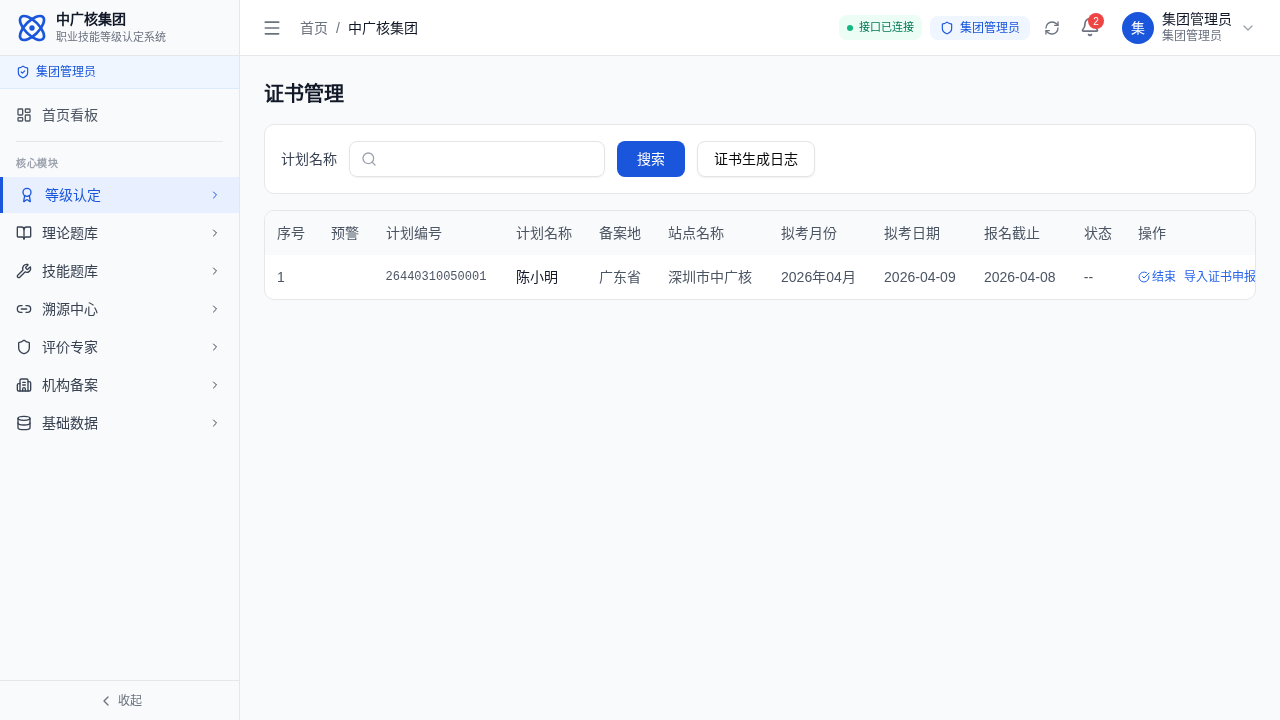 中广核集团
职业技能等级认定系统
集团管理员
首页看板
核心模块
等级认定
理论题库
技能题库
溯源中心
评价专家
机构备案
基础数据
收起
首页 / 中广核集团
接口已连接
集团管理员
2
集
集团管理员
集团管理员
证书管理
计划名称 搜索 证书生成日志
序号 预警 计划编号 计划名称 备案地 站点名称 拟考月份 拟考日期 报名截止 状态 操作
1 26440310050001 陈小明 广东省 深圳市中广核 2026年04月 2026-04-09 2026-04-08 -- 结束 导入证书申报